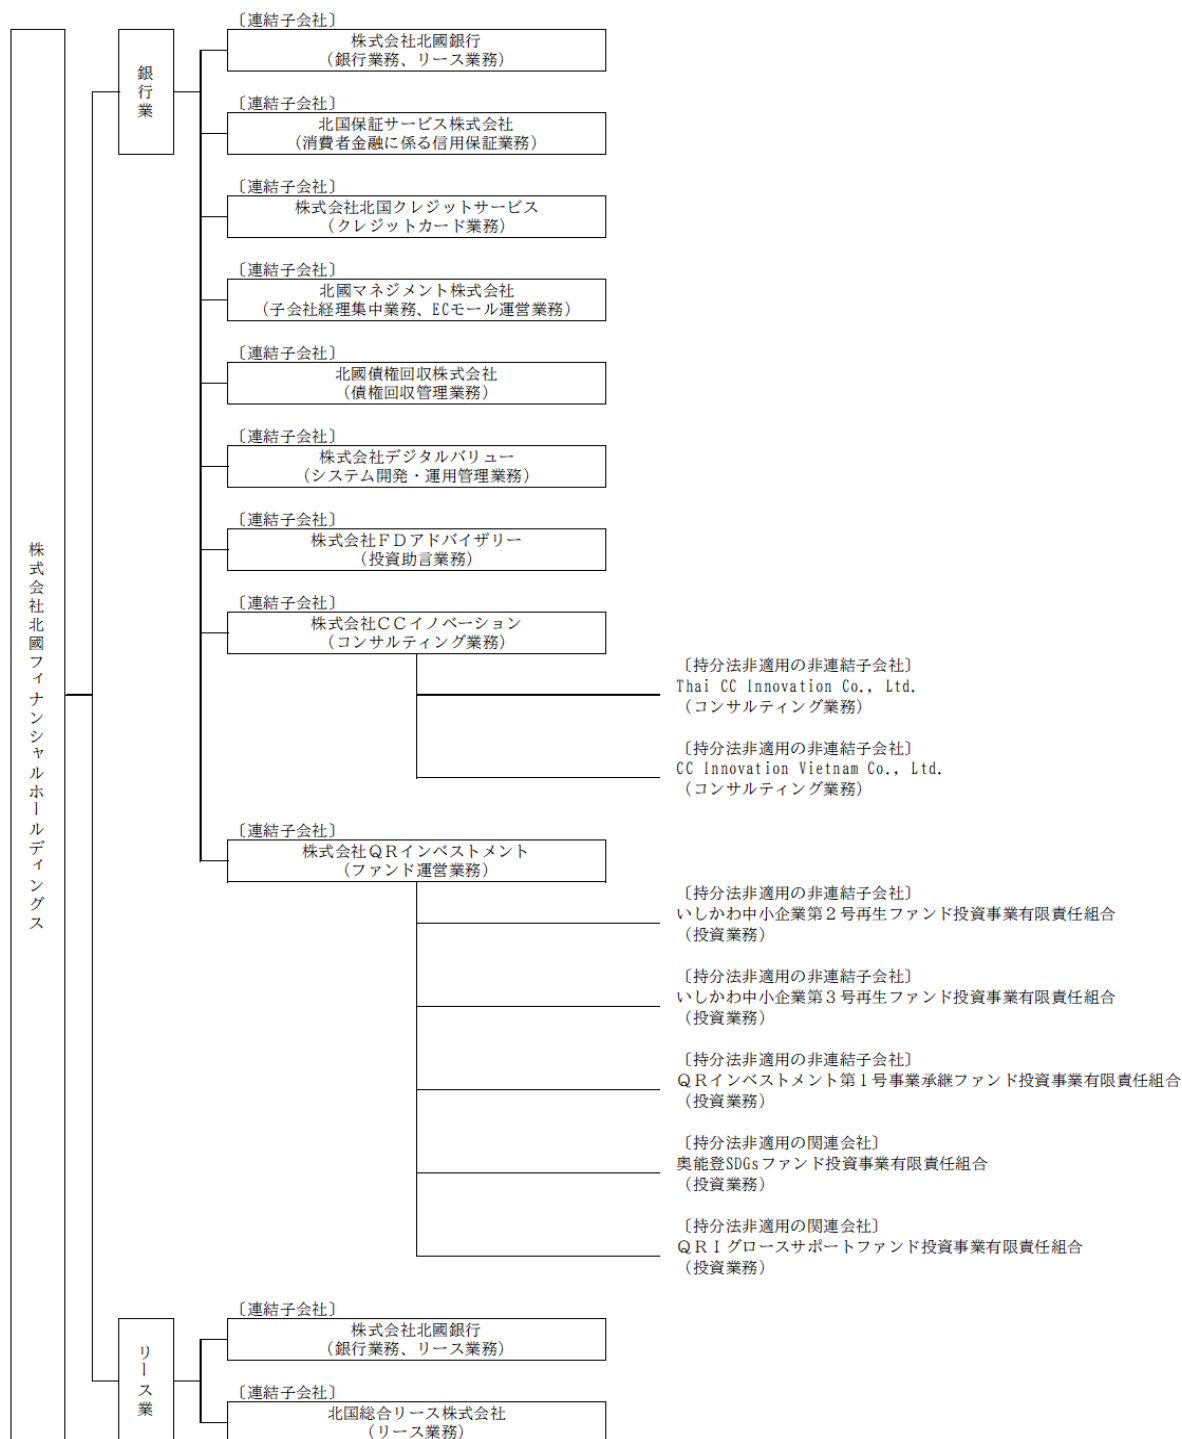 株式会社北國フィナンシャルホールディングス
銀行業
〔連結子会社〕
株式会社北國銀行
（銀行業務、リース業務）
〔連結子会社〕
北国保証サービス株式会社
（消費者金融に係る信用保証業務）
〔連結子会社〕
株式会社北国クレジットサービス
（クレジットカード業務）
〔連結子会社〕
北國マネジメント株式会社
（子会社経理集中業務、ECモール運営業務）
〔連結子会社〕
北國債権回収株式会社
（債権回収管理業務）
〔連結子会社〕
株式会社デジタルバリュー
（システム開発・運用管理業務）
〔連結子会社〕
株式会社ＦＤアドバイザリー
（投資助言業務）
〔連結子会社〕
株式会社ＣＣイノベーション
（コンサルティング業務）
〔持分法非適用の非連結子会社〕
Thai CC Innovation Co., Ltd.
（コンサルティング業務）
〔持分法非適用の非連結子会社〕
CC Innovation Vietnam Co., Ltd.
（コンサルティング業務）
〔連結子会社〕
株式会社ＱＲインベストメント
（ファンド運営業務）
〔持分法非適用の非連結子会社〕
いしかわ中小企業第２号再生ファンド投資事業有限責任組合
（投資業務）
〔持分法非適用の非連結子会社〕
いしかわ中小企業第３号再生ファンド投資事業有限責任組合
（投資業務）
〔持分法非適用の非連結子会社〕
ＱＲインベストメント第１号事業承継ファンド投資事業有限責任組合
（投資業務）
〔持分法非適用の関連会社〕
奥能登SDGsファンド投資事業有限責任組合
（投資業務）
〔持分法非適用の関連会社〕
ＱＲＩグロースサポートファンド投資事業有限責任組合
（投資業務）
リース業
〔連結子会社〕
株式会社北國銀行
（銀行業務、リース業務）
〔連結子会社〕
北国総合リース株式会社
（リース業務）